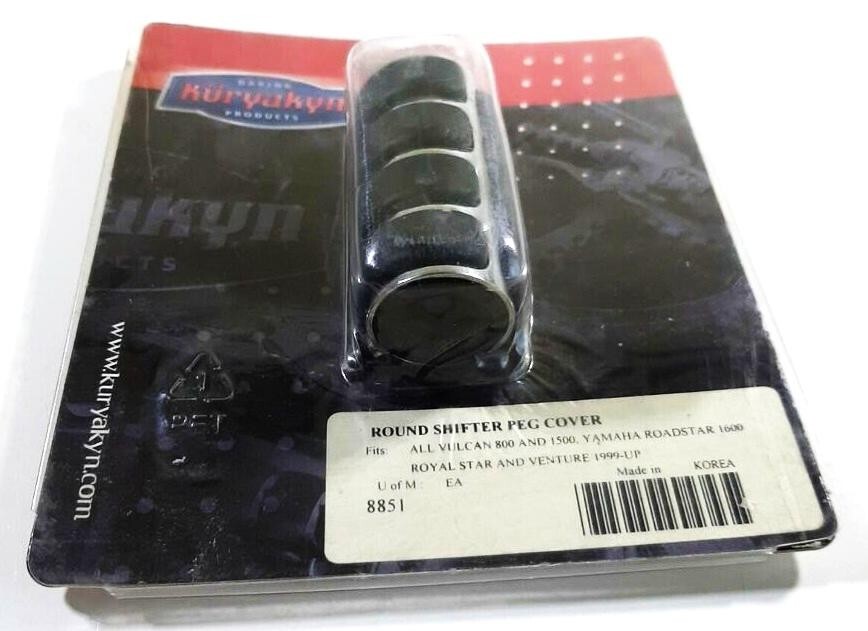 Küryakyn
PRODUCTS
www.kuryakyn.com
PET
ROUND SHIFTER PEG COVER
Fits: ALL VULCAN 800 AND 1500, YAMAHA ROADSTAR 1600
ROYAL STAR AND VENTURE 1999-UP
Made in KOREA
U of M: EA
8851